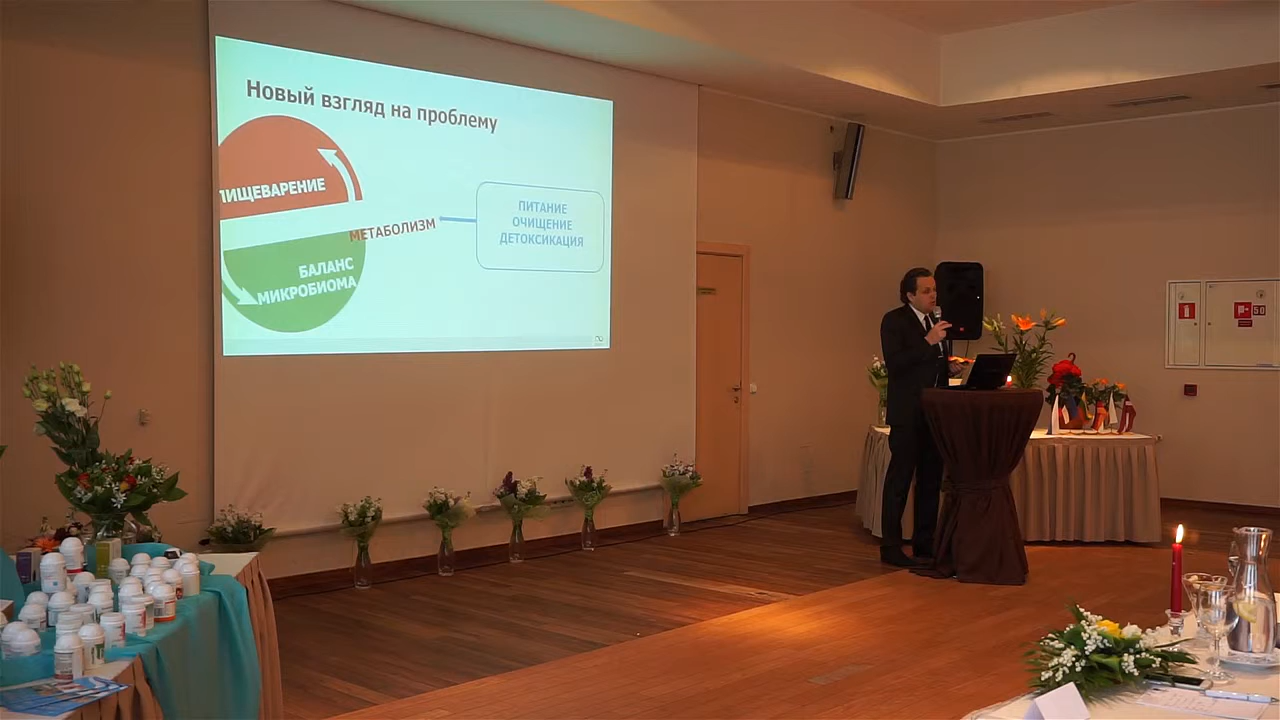 Новый взгляд на проблему
ПИЩЕВАРЕНИЕ
МЕТАБОЛИЗМ
БАЛАНС
МИКРОБИОМА
ПИТАНИЕ
ОЧИЩЕНИЕ
ДЕТОКСИКАЦИЯ